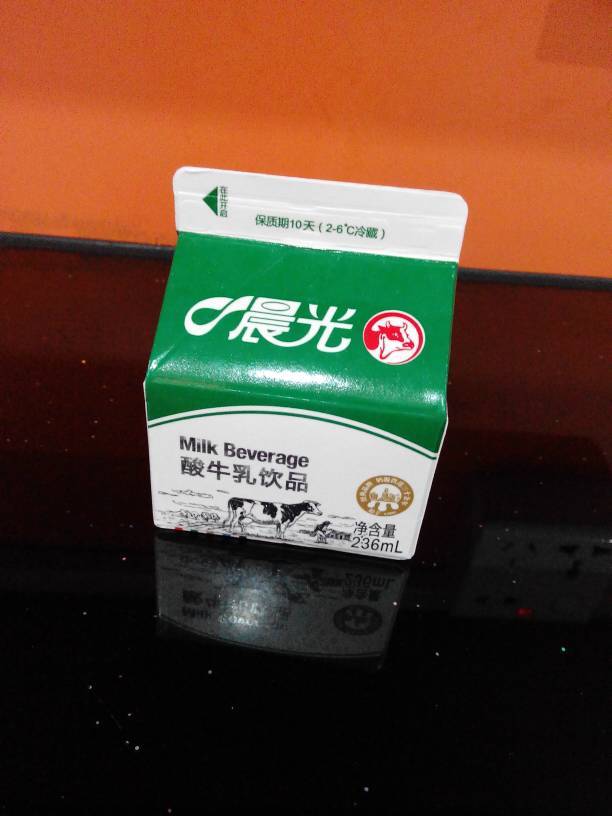 在此开启
保质期10天(2-6℃冷藏)
晨光
Milk Beverage
酸牛乳饮品
净含量
236mL